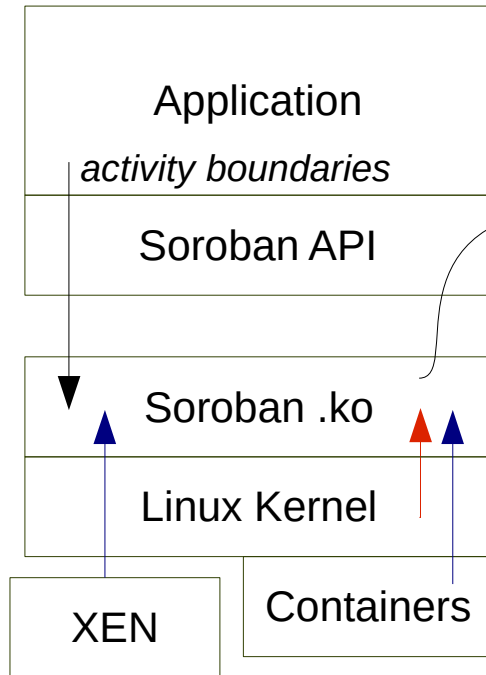 Application
activity boundaries
Soroban API
Soroban .ko
Linux Kernel
Containers
XEN